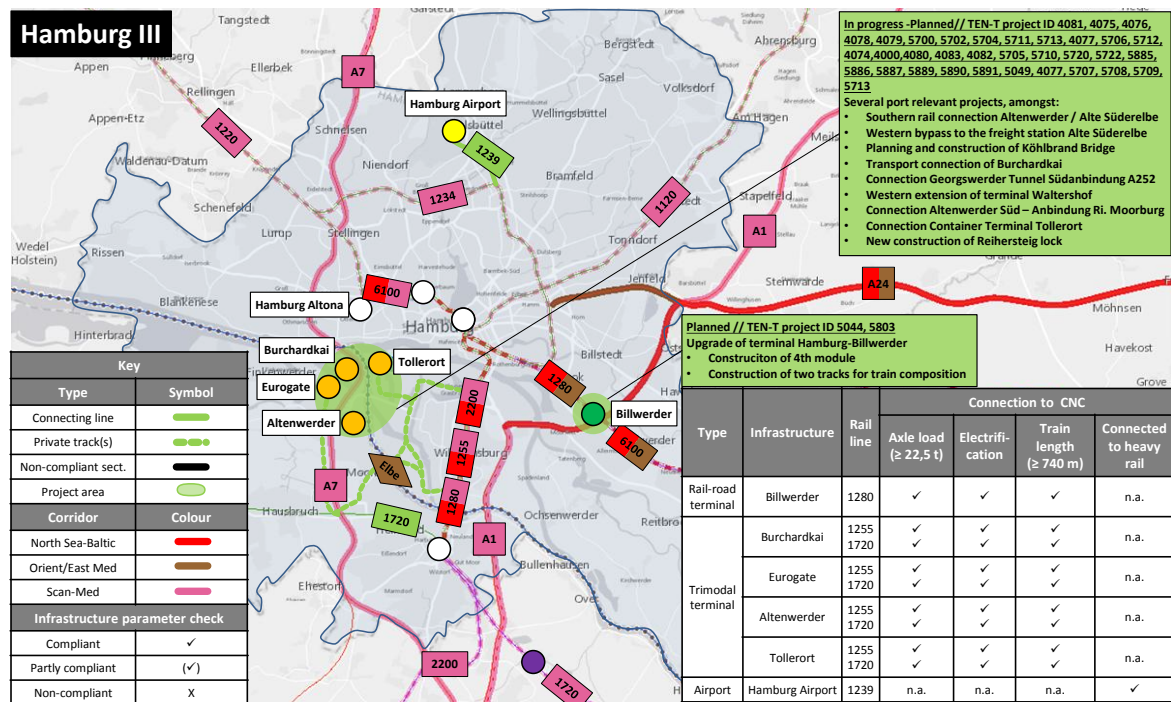 Hamburg III
In progress -Planned// TEN-T project ID 4081, 4075, 4076,
4078, 4079, 5700, 5702, 5704, 5711, 5713, 4077, 5706, 5712,
4074,4000,4080, 4083, 4082, 5705, 5710, 5720, 5722, 5885,
5886, 5887, 5889, 5890, 5891, 5049, 4077, 5707, 5708, 5709,
5713
Several port relevant projects, amongst:
• Southern rail connection Altenwerder / Alte Süderelbe
• Western bypass to the freight station Alte Süderelbe
• Planning and construction of Köhlbrand Bridge
• Transport connection of Burchardkai
• Connection Georgswerder Tunnel Südanbindung A252
• Western extension of terminal Waltershof
• Connection Altenwerder Süd – Anbindung Ri. Moorburg
• Connection Container Terminal Tollerort
• New construction of Reihersteig lock
Tangstedt
Bergstedt
Ahrensburg
Appen
Ellerbek
Rellingen
Sasel
Volksdorf
Appen-Etz
Hamburg Airport
Wellingsbüttel
Schnelsen
Waldenau-Datum
Niendorf
Bramfeld
Schenefeld
Stapelfeld
Lurup
Stellingen
Tonndorf
Wedel
Holstein)
Rissen
Jenfeld
Stemwarde
Blankenese
Möhnsen
Havekost
Grove
Hinterbrad
Hamburg
Billstedt
A7
1220
1239
1234
1120
A1
A24
6100
Hamburg Altona
Burchardkai
Tollerort
Eurogate
Altenwerder
Billwerder
1280
2200
1255
1280
6100
Elbe
A7
1720
A1
2200
1720
Hausbruch
Ochsenwerder
Bullenhausen
Over
Ehestorf
Planned // TEN-T project ID 5044, 5803
Upgrade of terminal Hamburg-Billwerder
• Construciton of 4th module
• Construction of two tracks for train composition
Key
Type Symbol
Connecting line
Private track(s)
Non-compliant sect.
Project area
Corridor Colour
North Sea-Baltic
Orient/East Med
Scan-Med
Infrastructure parameter check
Compliant ✓
Partly compliant (✓)
Non-compliant X
Type Infrastructure Rail line Connection to CNC
Axle load (≥ 22,5 t) Electrifi-cation Train length (≥ 740 m) Connected to heavy rail
Rail-road terminal Billwerder 1280 ✓ ✓ ✓ n.a.
Trimodal terminal
Burchardkai 1255 ✓ ✓ ✓ n.a.
1720 ✓ ✓ ✓
Eurogate 1255 ✓ ✓ ✓ n.a.
1720 ✓ ✓ ✓
Altenwerder 1255 ✓ ✓ ✓ n.a.
1720 ✓ ✓ ✓
Tollerort 1255 ✓ ✓ ✓ n.a.
1720 ✓ ✓ ✓
Airport Hamburg Airport 1239 n.a. n.a. n.a. ✓